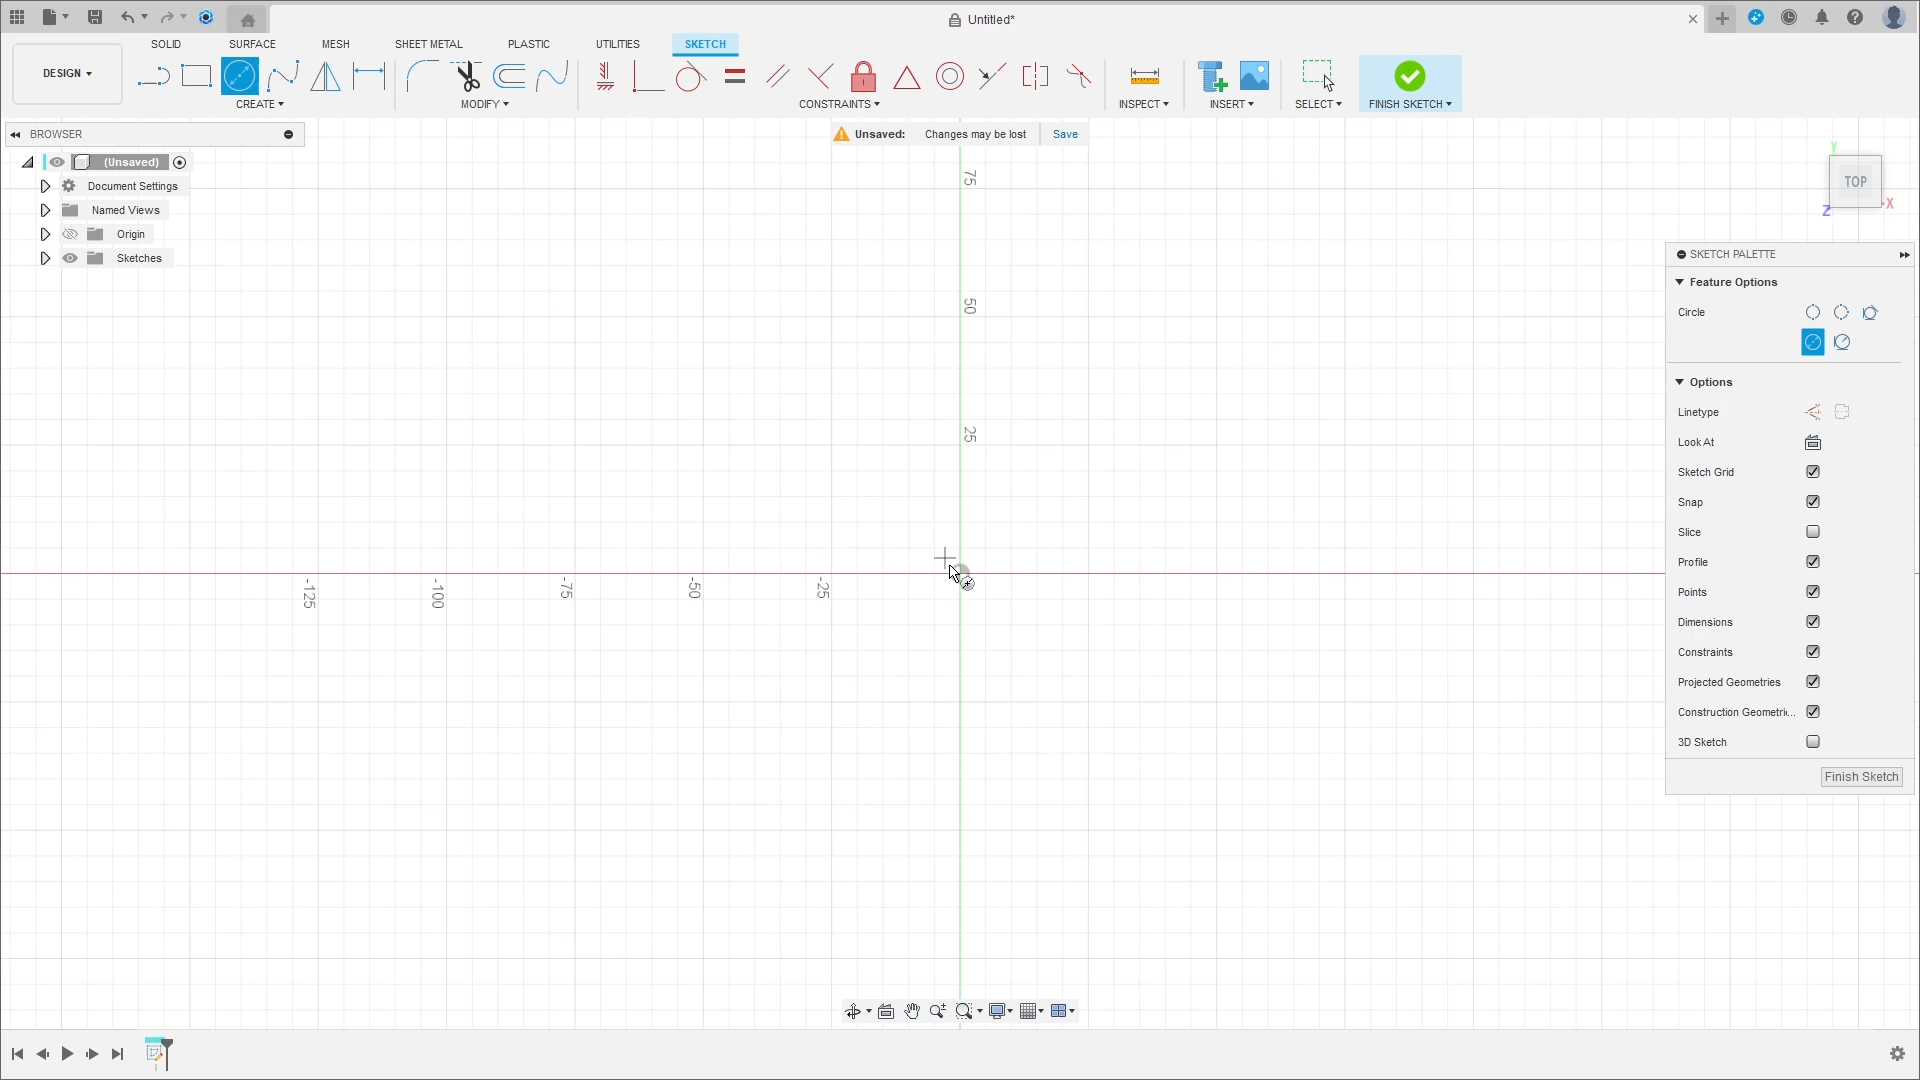 Untitled*
SOLID
SURFACE
MESH
SHEET METAL
PLASTIC
UTILITIES
SKETCH
DESIGN
CREATE
MODIFY
CONSTRAINTS
INSPECT
INSERT
SELECT
FINISH SKETCH
BROWSER
Unsaved:
Changes may be lost
Save
(Unsaved)
Document Settings
Named Views
Origin
Sketches
75
50
25
-125
-100
-75
-50
-25
Y
TOP
Z
-X
SKETCH PALETTE
Feature Options
Circle
Options
Linetype
Look At
Sketch Grid
Snap
Slice
Profile
Points
Dimensions
Constraints
Projected Geometries
Construction Geometri...
3D Sketch
Finish Sketch